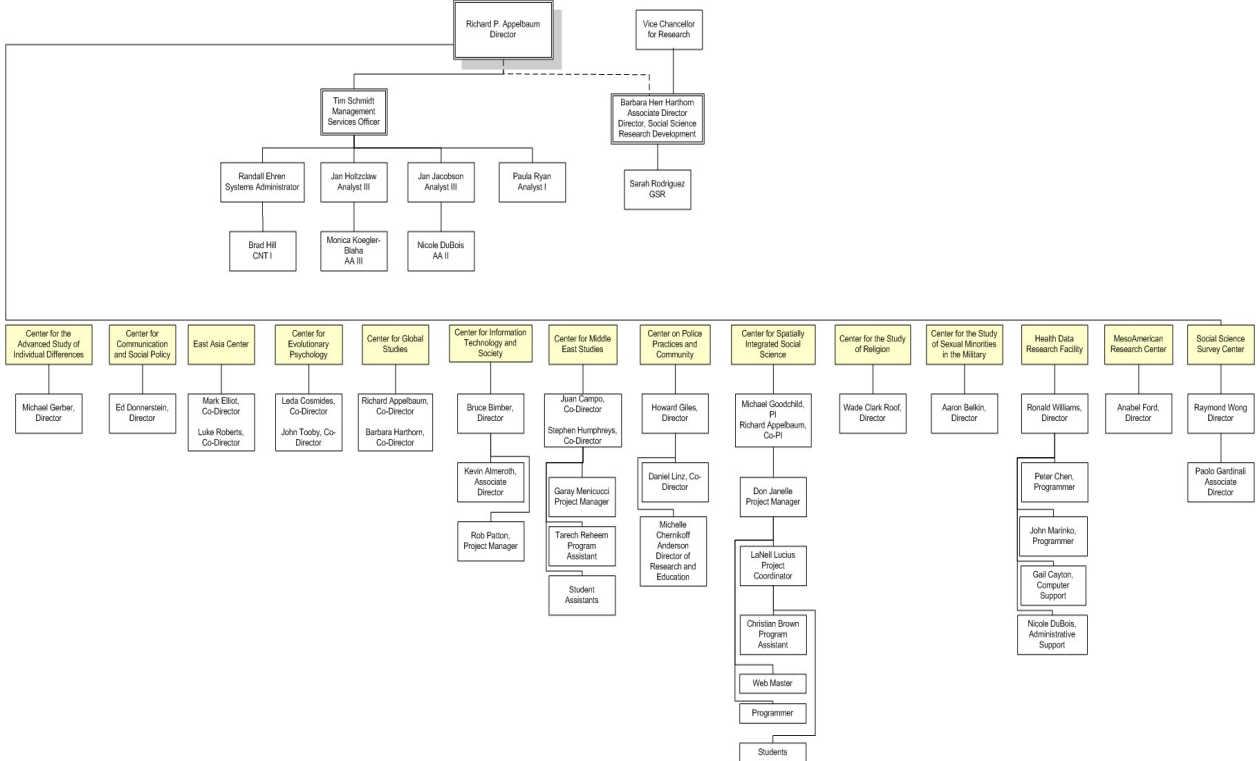 Richard P. Appelbaum
Director
Vice Chancellor
for Research
Tim Schmidt
Management
Services Officer
Barbara Herr Harthorn
Associate Director
Director, Social Science
Research Development
Randall Ehren
Systems Administrator
Jan Holtzclaw
Analyst III
Jan Jacobson
Analyst III
Paula Ryan
Analyst I
Sarah Rodriguez
GSR
Brad Hill
CNT I
Monica Koegler-
Blaha
AA III
Nicole DuBois
AA II
Center for the
Advanced Study of
Individual Differences
Center for
Communication
and Social Policy
East Asia Center
Center for
Evolutionary
Psychology
Center for Global
Studies
Center for Information
Technology and
Society
Center for Middle
East Studies
Center on Police
Practices and
Community
Center for Spatially
Integrated Social
Science
Center for the Study
of Religion
Center for the Study
of Sexual Minorities
in the Military
Health Data
Research Facility
MesoAmerican
Research Center
Social Science
Survey Center
Michael Gerber,
Director
Ed Donnerstein,
Director
Mark Elliot,
Co-Director
Luke Roberts,
Co-Director
Leda Cosmides,
Co-Director
John Tooby, Co-
Director
Richard Appelbaum,
Co-Director
Barbara Harthorn,
Co-Director
Bruce Bimber,
Director
Juan Campo,
Co-Director
Stephen Humphreys,
Co-Director
Howard Giles,
Director
Michael Goodchild,
PI
Richard Appelbaum,
Co-PI
Wade Clark Roof,
Director
Aaron Belkin,
Director
Ronald Williams,
Director
Anabel Ford,
Director
Raymond Wong
Director
Kevin Almeroth,
Associate
Director
Rob Patton,
Project Manager
Garay Menicucci
Project Manager
Tarech Reheem
Program
Assistant
Student
Assistants
Daniel Linz, Co-
Director
Michelle
Chernikoff
Anderson
Director of
Research and
Education
Don Janelle
Project Manager
LaNell Lucius
Project
Coordinator
Christian Brown
Program
Assistant
Web Master
Programmer
Students
Peter Chen,
Programmer
John Marinko,
Programmer
Gail Cayton,
Computer
Support
Nicole DuBois,
Administrative
Support
Paolo Gardinali
Associate
Director